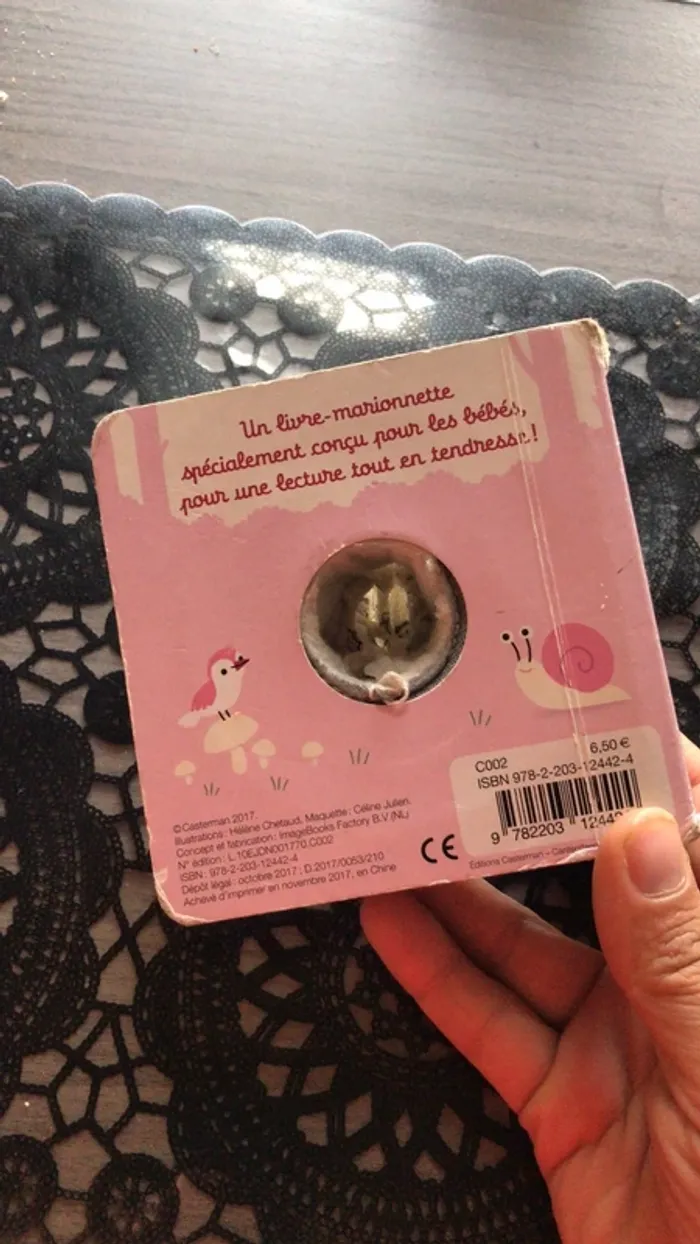 Un livre-marionnette
spécialement conçu pour les bébés,
pour une lecture tout en tendresse !
C002
6,50 €
ISBN 978-2-203-12442-4
9 782203 1244
© Casterman 2017.
Illustrations : Hélène Chetaud, Maquette : Céline Julien.
Concept et fabrication : ImageBooks Factory B.V (NL)
N° édition : L.10EJDN001770.C002
ISBN : 978-2-203-12442-4
Dépôt légal : octobre 2017 ; D.2017/0053/210
Achevé d'imprimer en novembre 2017, en Chine
CE
Éditions Casterman -